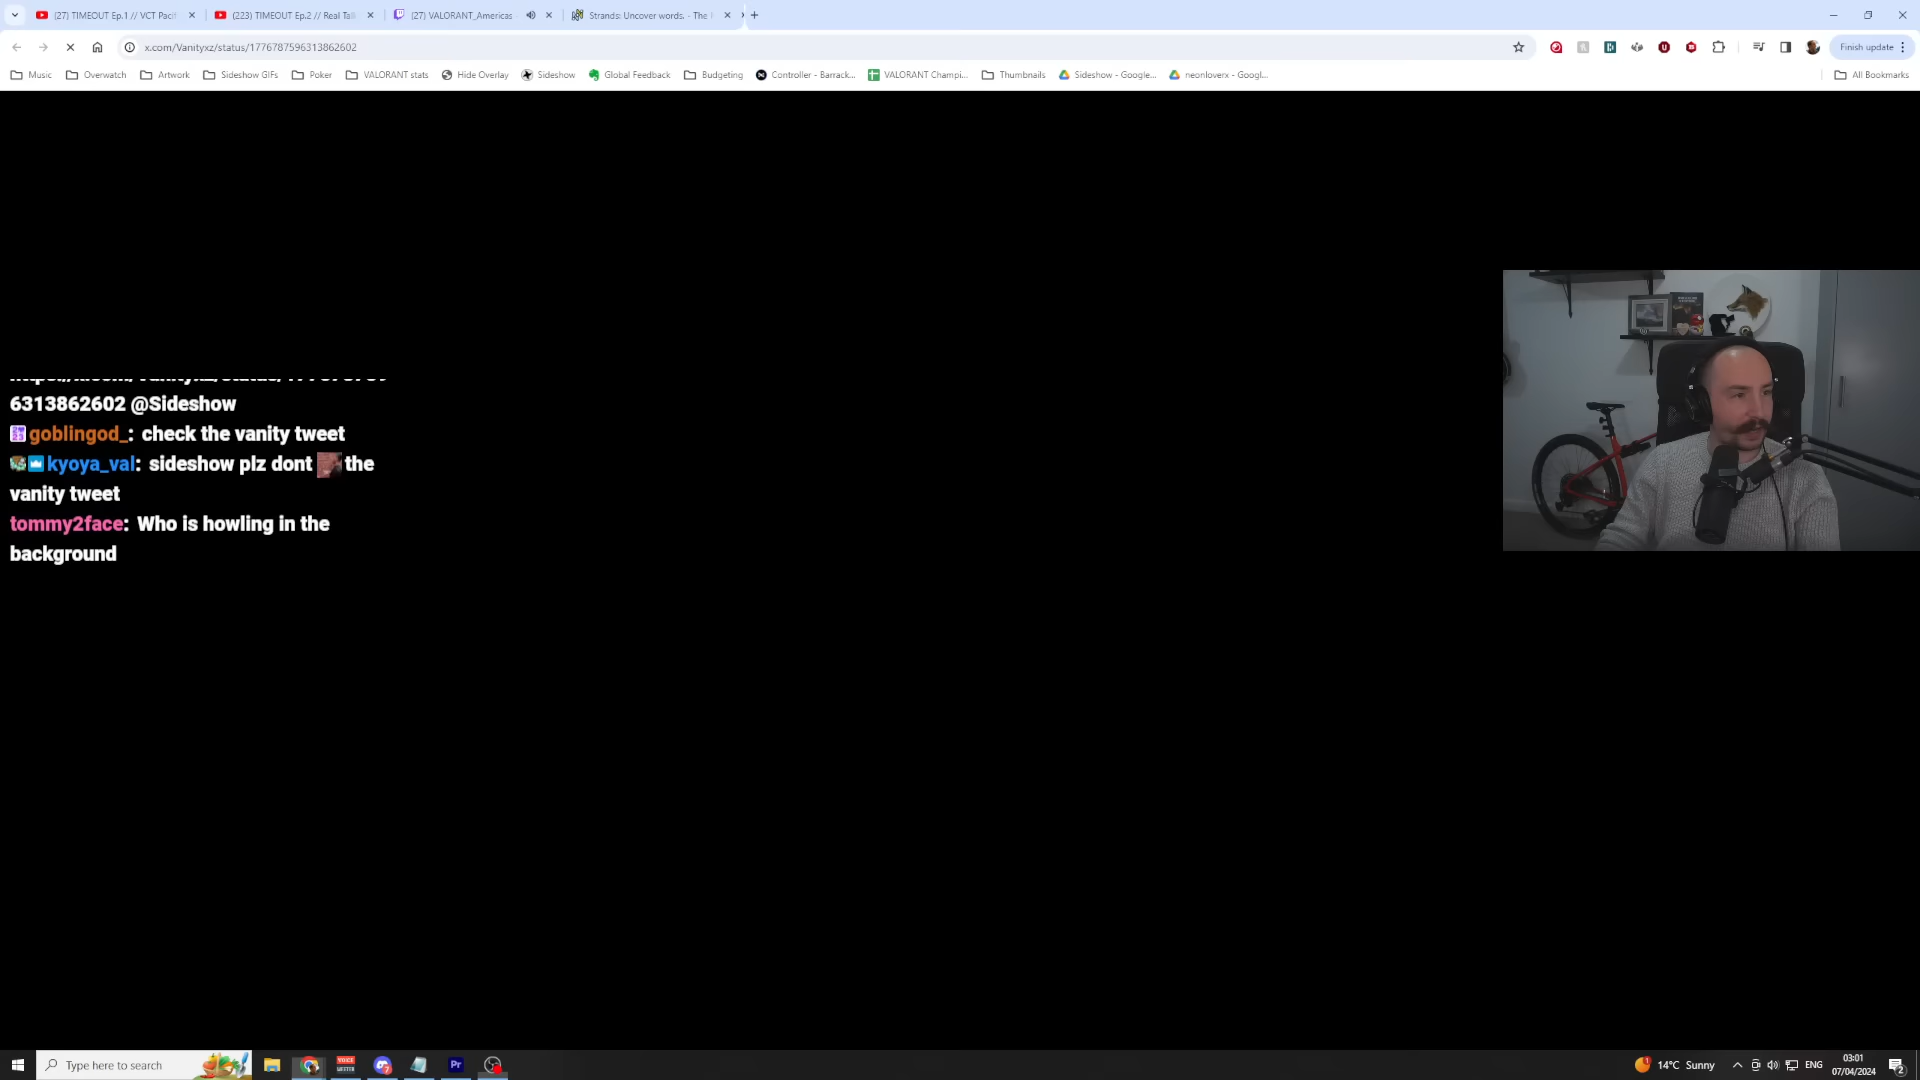 (27) TIMEOUT Ep.1 // VCT Pacif
(223) TIMEOUT Ep.2 // Real Tal
(27) VALORANT_Americas
Strands: Uncover words. - The
x.com/Vanityxz/status/1776787596313862602
Finish update
Music
Overwatch
Artwork
Sideshow GIFs
Poker
VALORANT stats
Hide Overlay
Sideshow
Global Feedback
Budgeting
Controller - Barrack...
VALORANT Champi...
Thumbnails
Sideshow - Google...
neonloverx - Googl...
All Bookmarks
6313862602 @Sideshow
goblingod_: check the vanity tweet
kyoya_val: sideshow plz dont the
vanity tweet
tommy2face: Who is howling in the
background
Type here to search
Pr
14°C Sunny
ENG
03:01
07/04/2024